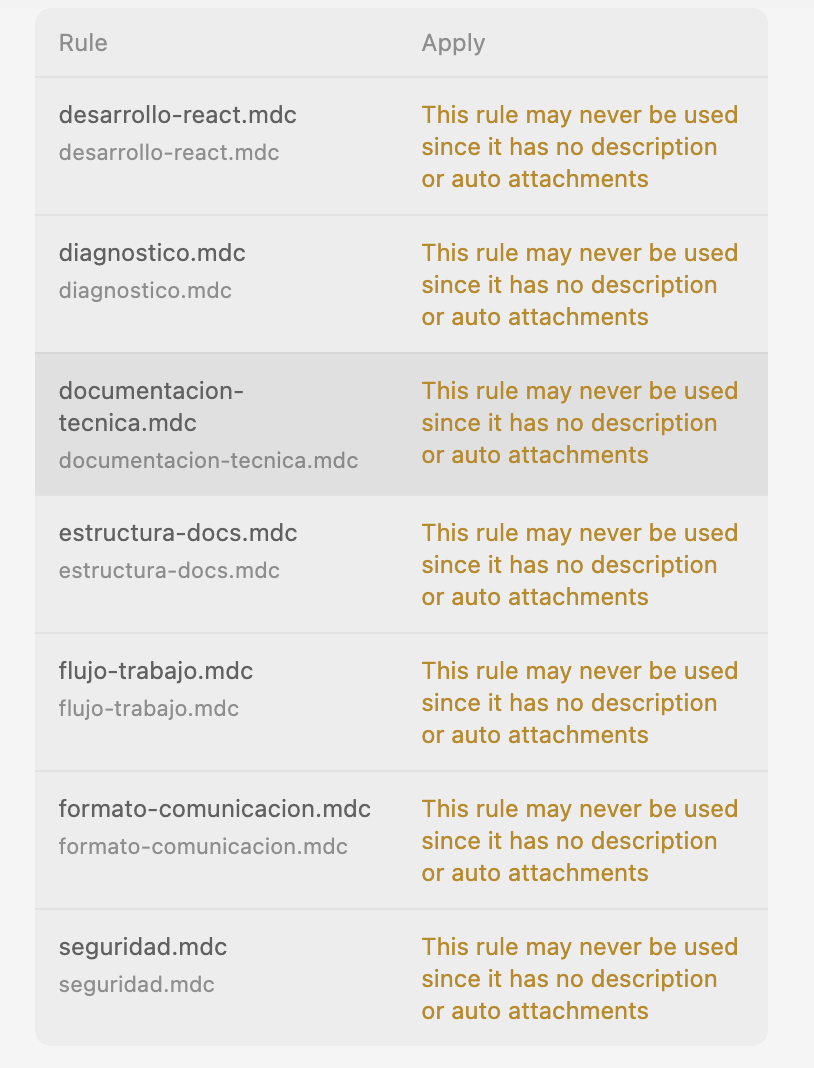 Rule
Apply
desarrollo-react.mdc
desarrollo-react.mdc
This rule may never be used
since it has no description
or auto attachments
diagnostico.mdc
diagnostico.mdc
This rule may never be used
since it has no description
or auto attachments
documentacion-
tecnica.mdc
documentacion-tecnica.mdc
This rule may never be used
since it has no description
or auto attachments
estructura-docs.mdc
estructura-docs.mdc
This rule may never be used
since it has no description
or auto attachments
flujo-trabajo.mdc
flujo-trabajo.mdc
This rule may never be used
since it has no description
or auto attachments
formato-comunicacion.mdc
formato-comunicacion.mdc
This rule may never be used
since it has no description
or auto attachments
seguridad.mdc
seguridad.mdc
This rule may never be used
since it has no description
or auto attachments